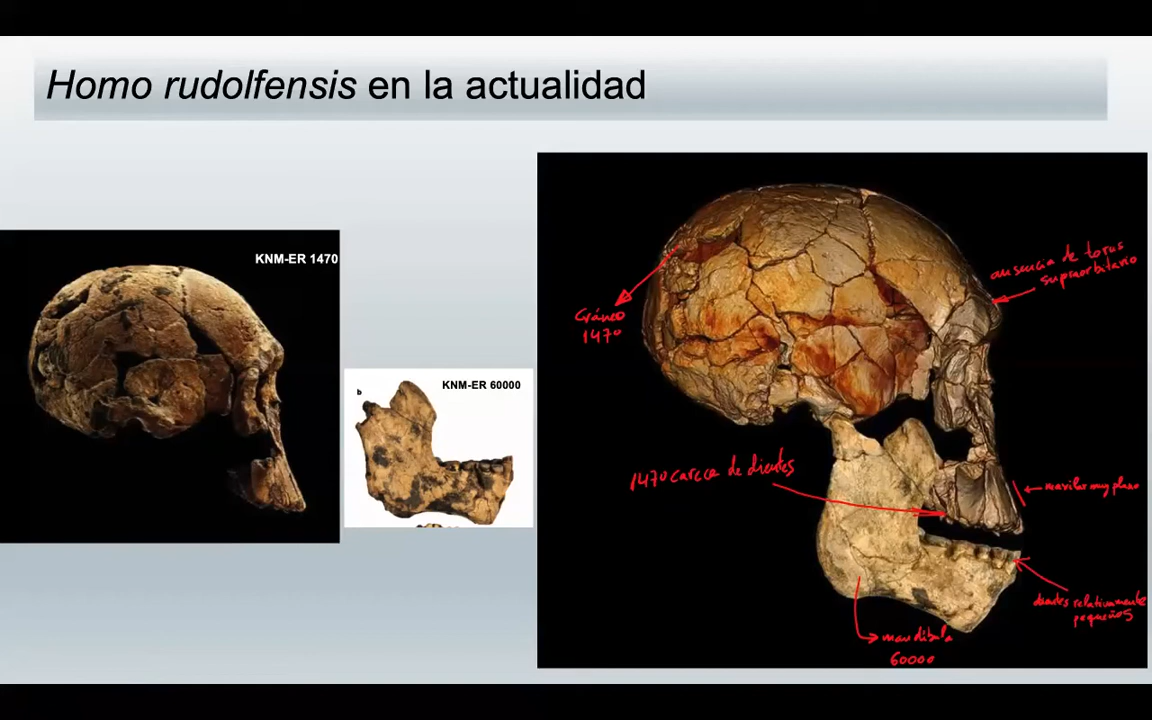 Homo rudolfensis en la actualidad
KNM-ER 1470
b
KNM-ER 60000
Cráneo
1470
ausencia de torus
supraorbitario
1470 carece de dientes
maxilar muy plano
dientes relativamente
pequeños
mandíbula
60000